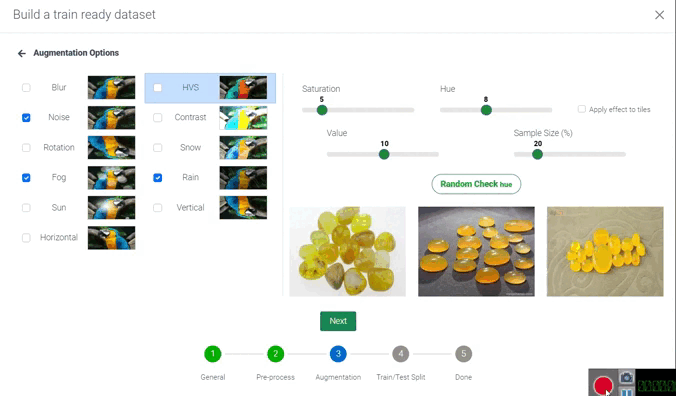 Build a train ready dataset
Augmentation Options
Blur
HVS
Noise
Contrast
Rotation
Snow
Fog
Rain
Sun
Vertical
Horizontal
Saturation
5
Hue
8
Apply effect to tiles
Value
10
Sample Size (%)
20
Random Check hue
Next
1
2
3
4
5
General
Pre-process
Augmentation
Train/Test Split
Done